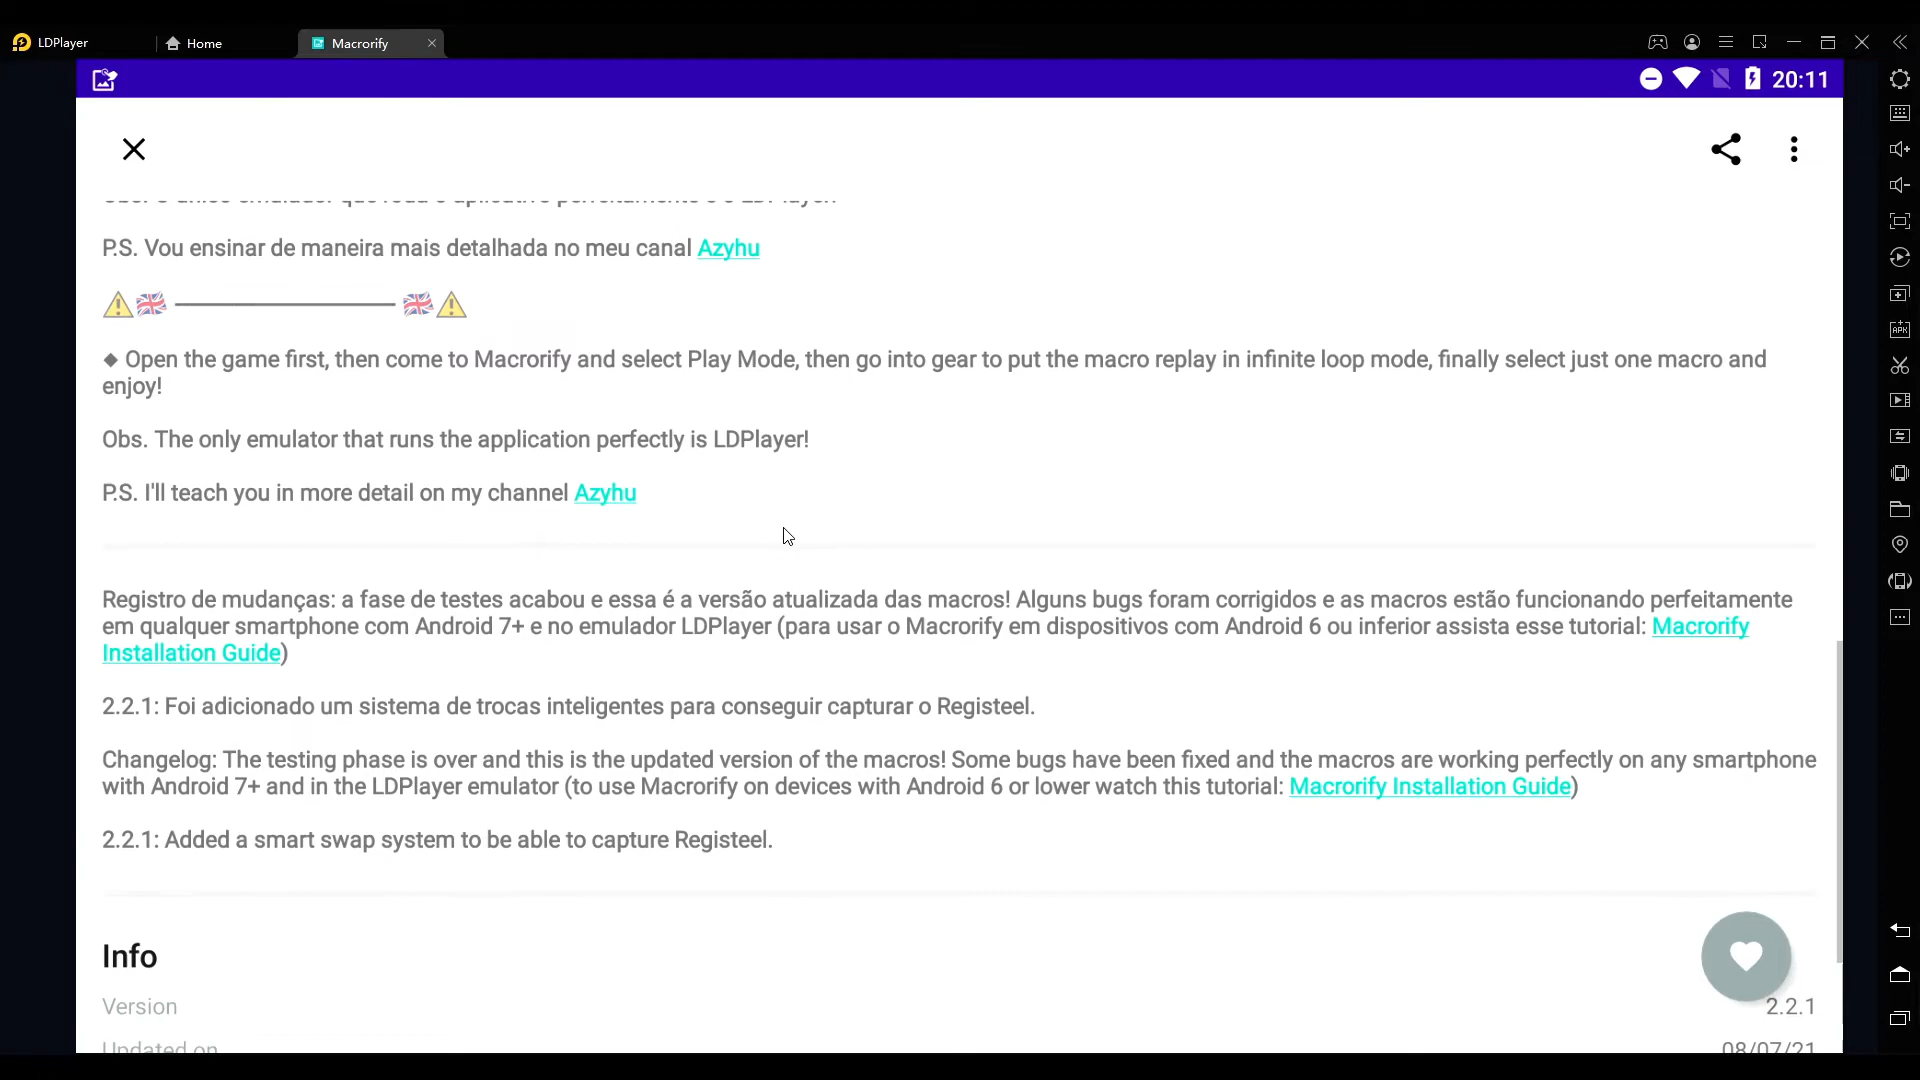 LDPlayer
Home
Macrorify
20:11
P.S. Vou ensinar de maneira mais detalhada no meu canal Azyhu
◆ Open the game first, then come to Macrorify and select Play Mode, then go into gear to put the macro replay in infinite loop mode, finally select just one macro and
enjoy!
Obs. The only emulator that runs the application perfectly is LDPlayer!
P.S. I'll teach you in more detail on my channel Azyhu
Registro de mudanças: a fase de testes acabou e essa é a versão atualizada das macros! Alguns bugs foram corrigidos e as macros estão funcionando perfeitamente
em qualquer smartphone com Android 7+ e no emulador LDPlayer (para usar o Macrorify em dispositivos com Android 6 ou inferior assista esse tutorial: Macrorify
Installation Guide)
2.2.1: Foi adicionado um sistema de trocas inteligentes para conseguir capturar o Registeel.
Changelog: The testing phase is over and this is the updated version of the macros! Some bugs have been fixed and the macros are working perfectly on any smartphone
with Android 7+ and in the LDPlayer emulator (to use Macrorify on devices with Android 6 or lower watch this tutorial: Macrorify Installation Guide)
2.2.1: Added a smart swap system to be able to capture Registeel.
Info
Version 2.2.1
Updated on 08/07/21